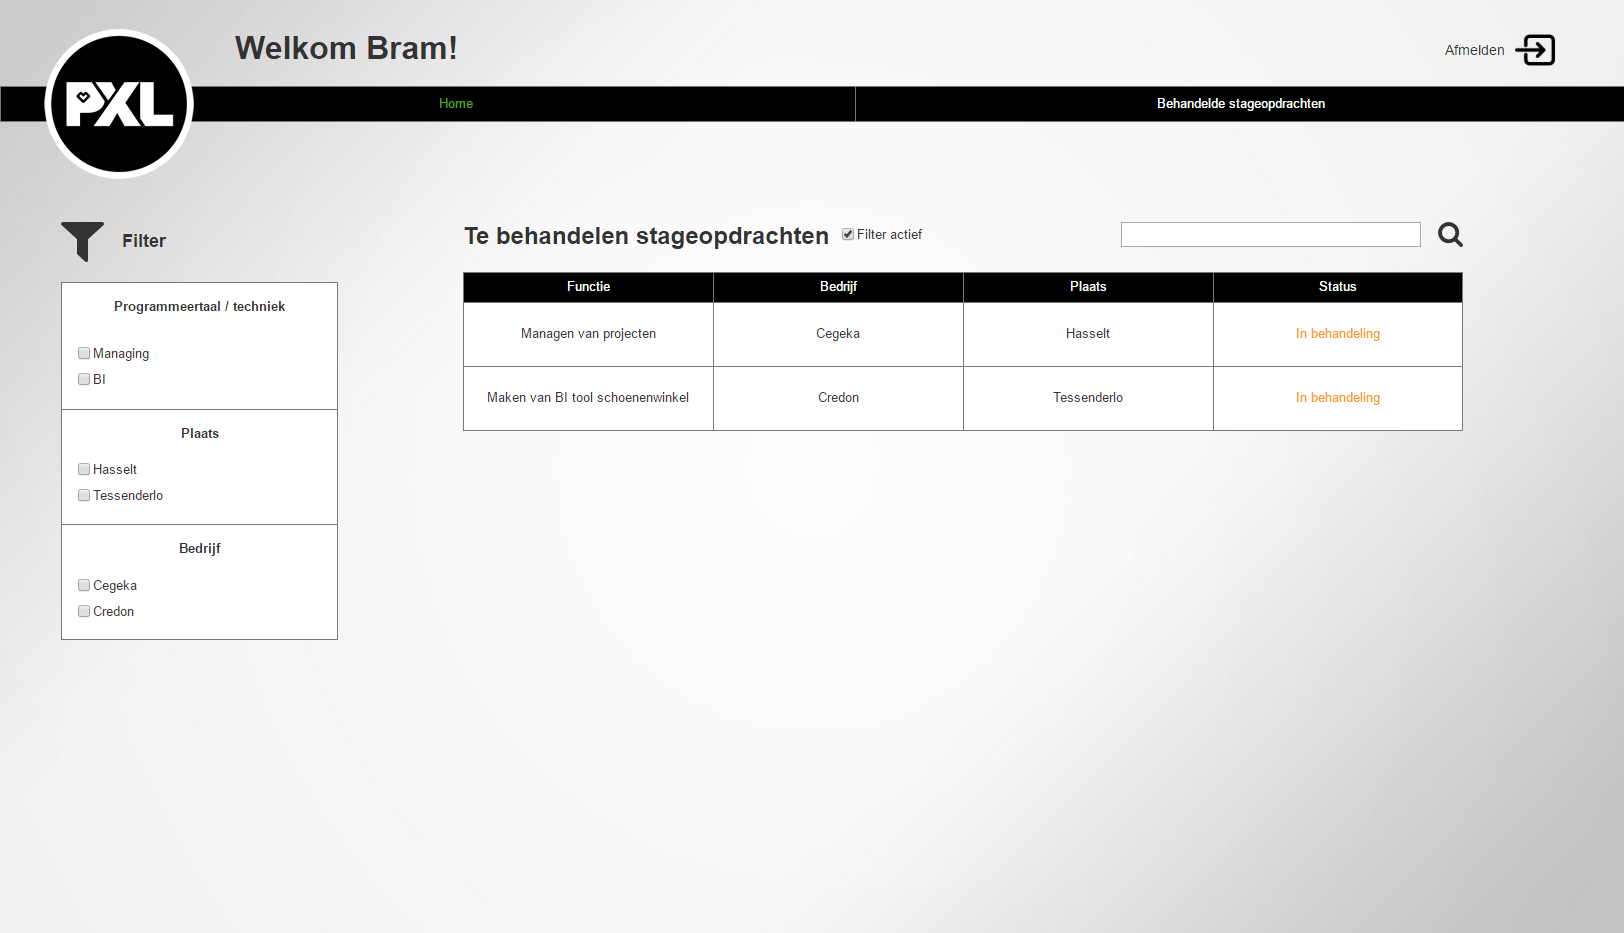 Welkom Bram!
Afmelden
PXL
Home
Behandelde stageopdrachten
Filter
Te behandelen stageopdrachten
Filter actief
Programmeertaal / techniek
Managing
BI
Plaats
Hasselt
Tessenderlo
Bedrijf
Cegeka
Credon
Functie Bedrijf Plaats Status
Managen van projecten Cegeka Hasselt In behandeling
Maken van BI tool schoenenwinkel Credon Tessenderlo In behandeling